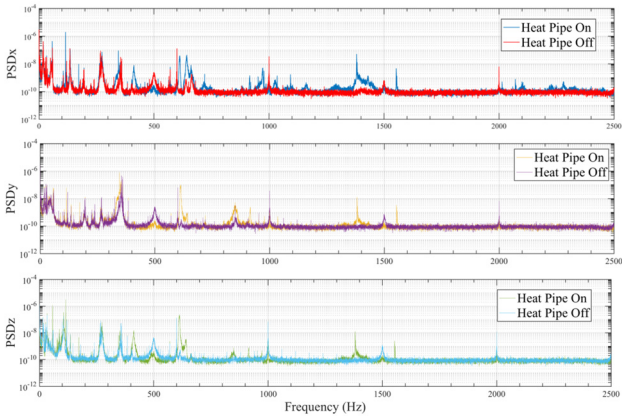 10^-4
10^-6
10^-8
10^-10
10^-12
PSDx
Heat Pipe On
Heat Pipe Off
0 500 1000 1500 2000 2500
10^-4
10^-6
10^-8
10^-10
10^-12
PSDy
Heat Pipe On
Heat Pipe Off
0 500 1000 1500 2000 2500
10^-4
10^-6
10^-8
10^-10
10^-12
PSDz
Heat Pipe On
Heat Pipe Off
0 500 1000 1500 2000 2500
Frequency (Hz)